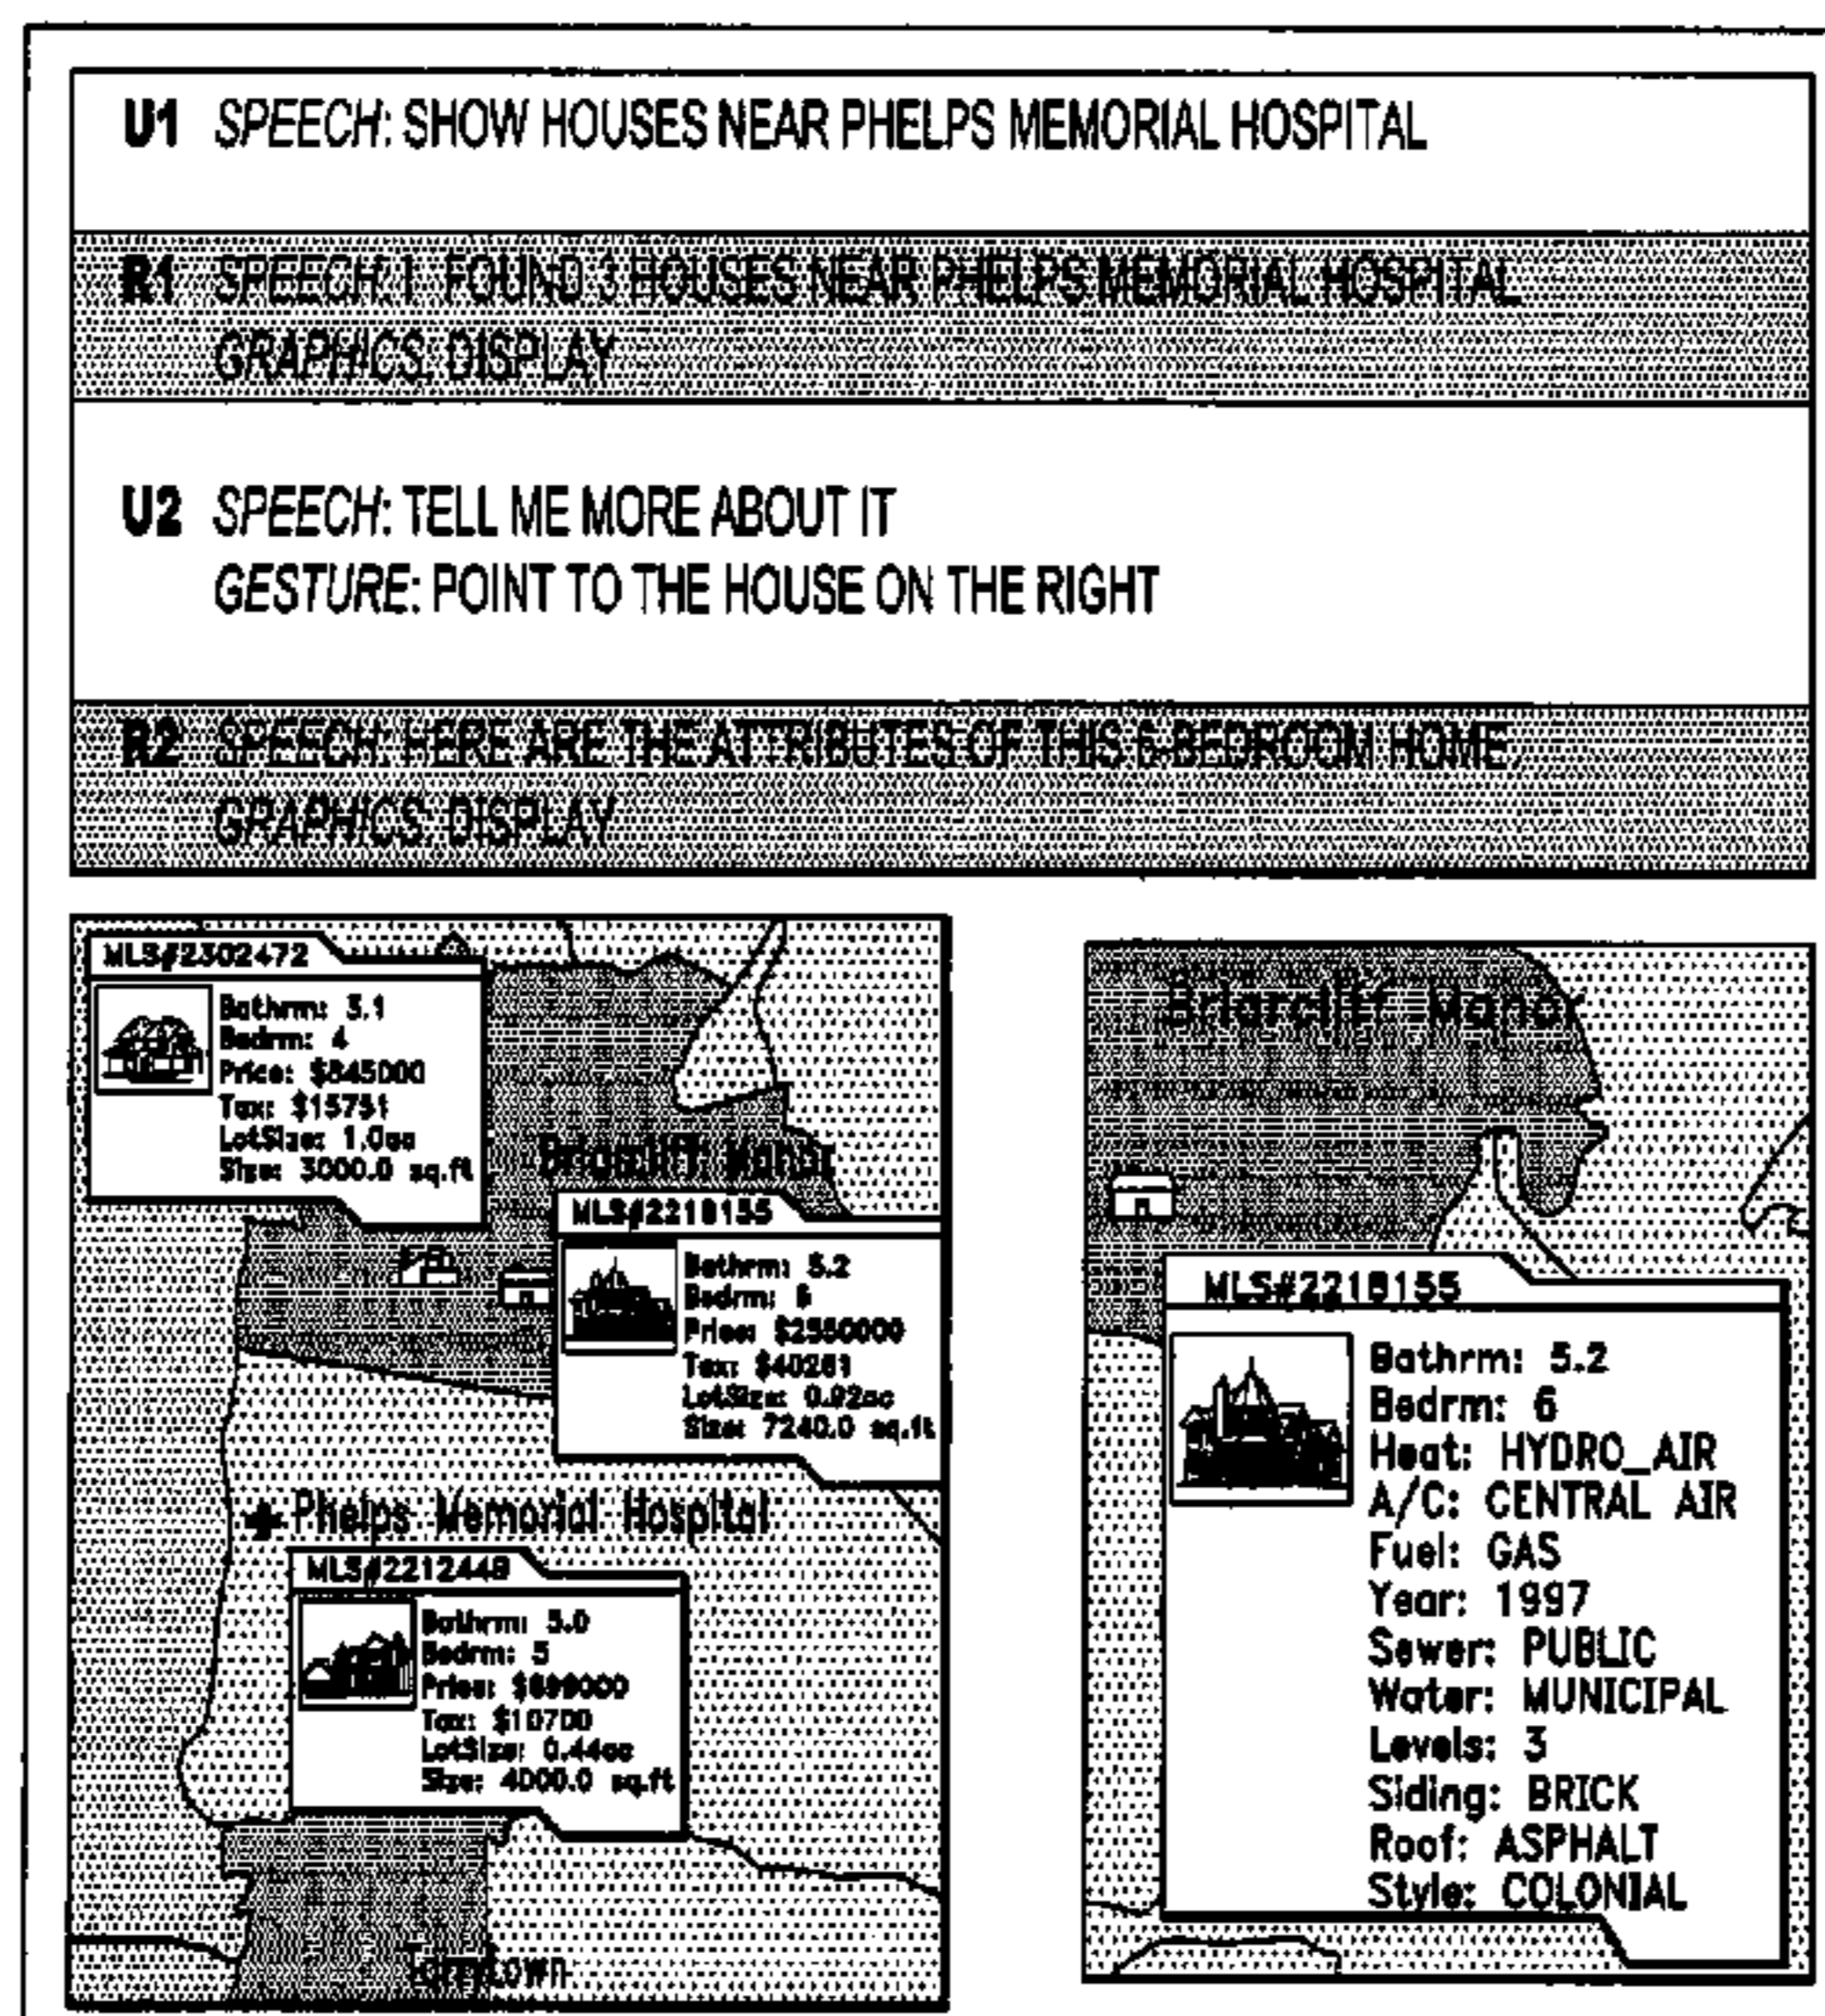 U1 SPEECH: SHOW HOUSES NEAR PHELPS MEMORIAL HOSPITAL
R1 SPEECH: I FOUND 3 HOUSES NEAR PHELPS MEMORIAL HOSPITAL
GRAPHICS: DISPLAY
U2 SPEECH: TELL ME MORE ABOUT IT
GESTURE: POINT TO THE HOUSE ON THE RIGHT
R2 SPEECH: HERE ARE THE ATTRIBUTES OF THIS 6-BEDROOM HOME.
GRAPHICS: DISPLAY
MLS#2302472
Bathrm: 3.1
Bedrm: 4
Price: $845000
Tax: $15751
LotSize: 1.0ac
Size: 3000.0 sq.ft
Briarcliff Manor
MLS#2218155
Bathrm: 5.2
Bedrm: 6
Price: $2550000
Tax: $40261
LotSize: 0.92ac
Size: 7240.0 sq.ft
Phelps Memorial Hospital
MLS#2212448
Bathrm: 3.0
Bedrm: 5
Price: $699000
Tax: $10700
LotSize: 0.44ac
Size: 4000.0 sq.ft
Tarrytown
Briarcliff Manor
MLS#2218155
Bathrm: 5.2
Bedrm: 6
Heat: HYDRO_AIR
A/C: CENTRAL AIR
Fuel: GAS
Year: 1997
Sewer: PUBLIC
Water: MUNICIPAL
Levels: 3
Siding: BRICK
Roof: ASPHALT
Style: COLONIAL